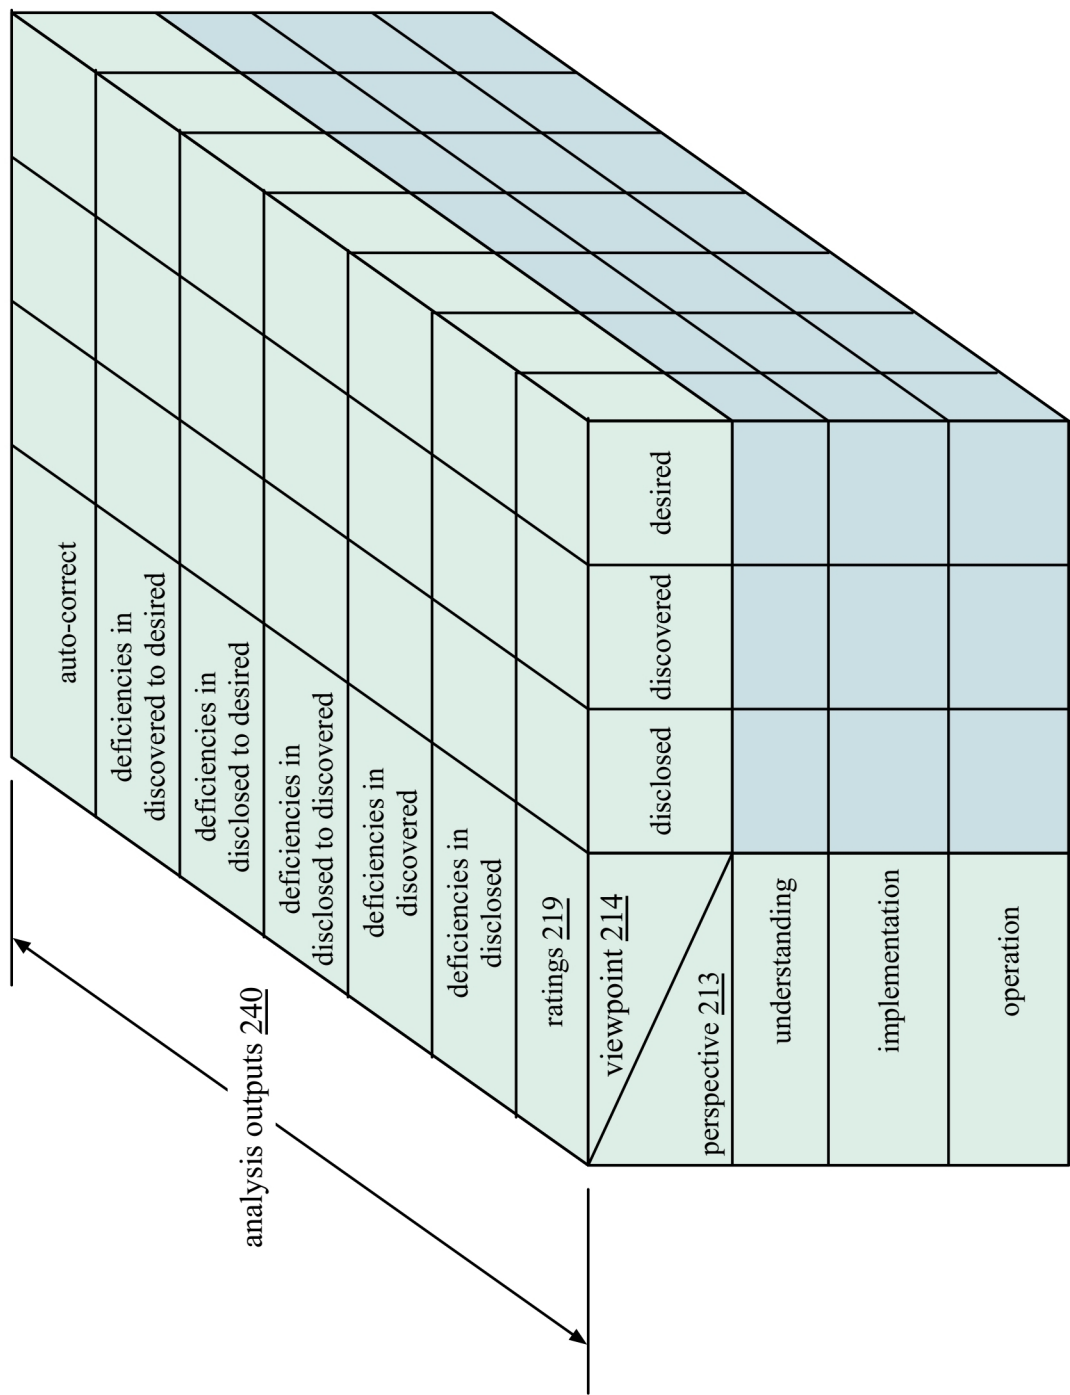 analysis outputs 240
auto-correct
deficiencies in
discovered to desired
deficiencies in
disclosed to desired
deficiencies in
disclosed to discovered
deficiencies in
discovered
deficiencies in
disclosed
ratings 219
viewpoint 214
perspective 213
disclosed
discovered
desired
understanding
implementation
operation